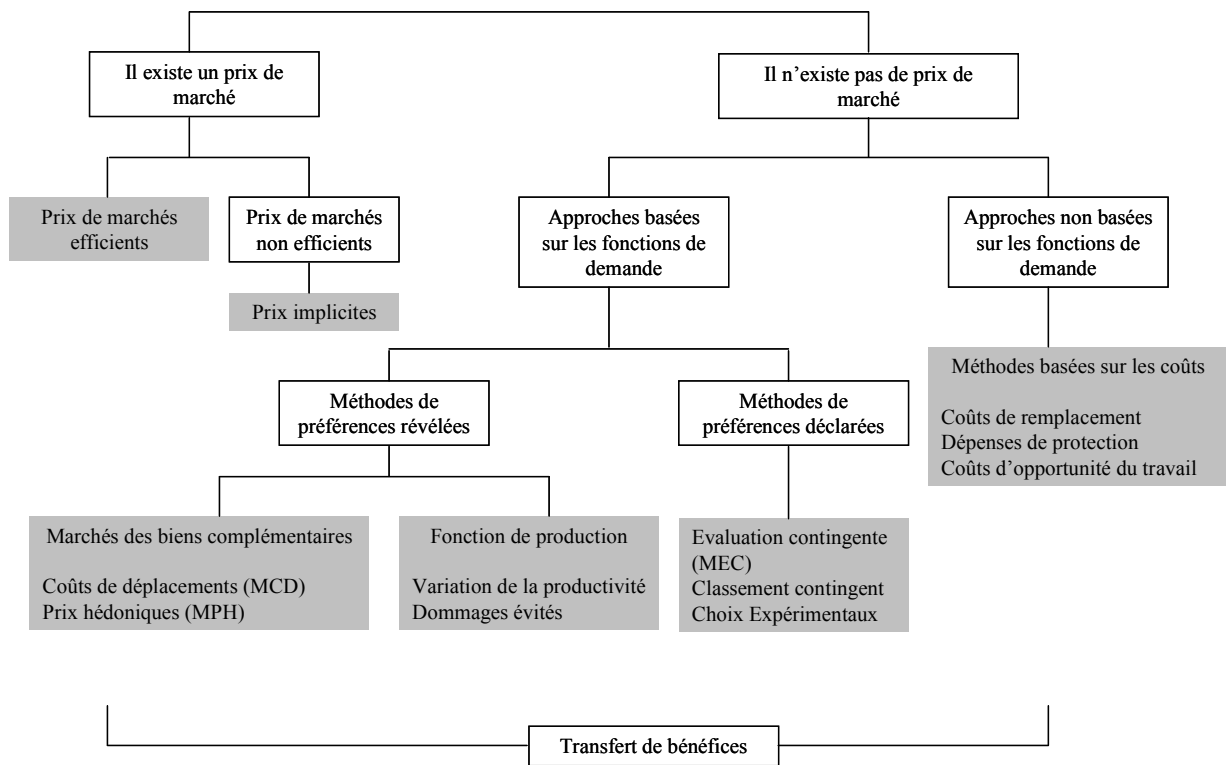 Il existe un prix de
marché
Il n’existe pas de prix de
marché
Prix de marchés
efficients
Prix de marchés
non efficients
Prix implicites
Approches basées
sur les fonctions de
demande
Approches non basées
sur les fonctions de
demande
Méthodes basées sur les coûts
Coûts de remplacement
Dépenses de protection
Coûts d’opportunité du travail
Méthodes de
préférences révélées
Méthodes de
préférences déclarées
Marchés des biens complémentaires
Coûts de déplacements (MCD)
Prix hédoniques (MPH)
Fonction de production
Variation de la productivité
Dommages évités
Evaluation contingente
(MEC)
Classement contingent
Choix Expérimentaux
Transfert de bénéfices